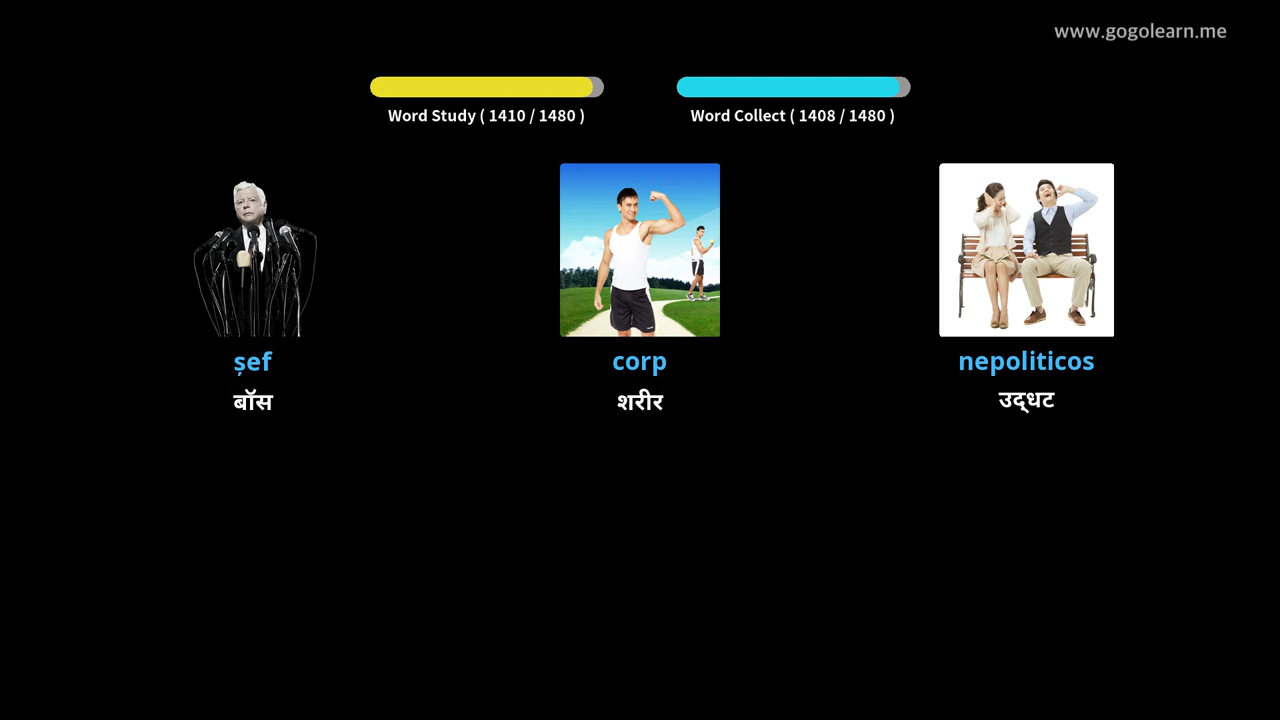 www.gogolearn.me
Word Study ( 1410 / 1480 )
Word Collect ( 1408 / 1480 )
șef
corp
nepoliticos
बॉस
शरीर
उद्धट